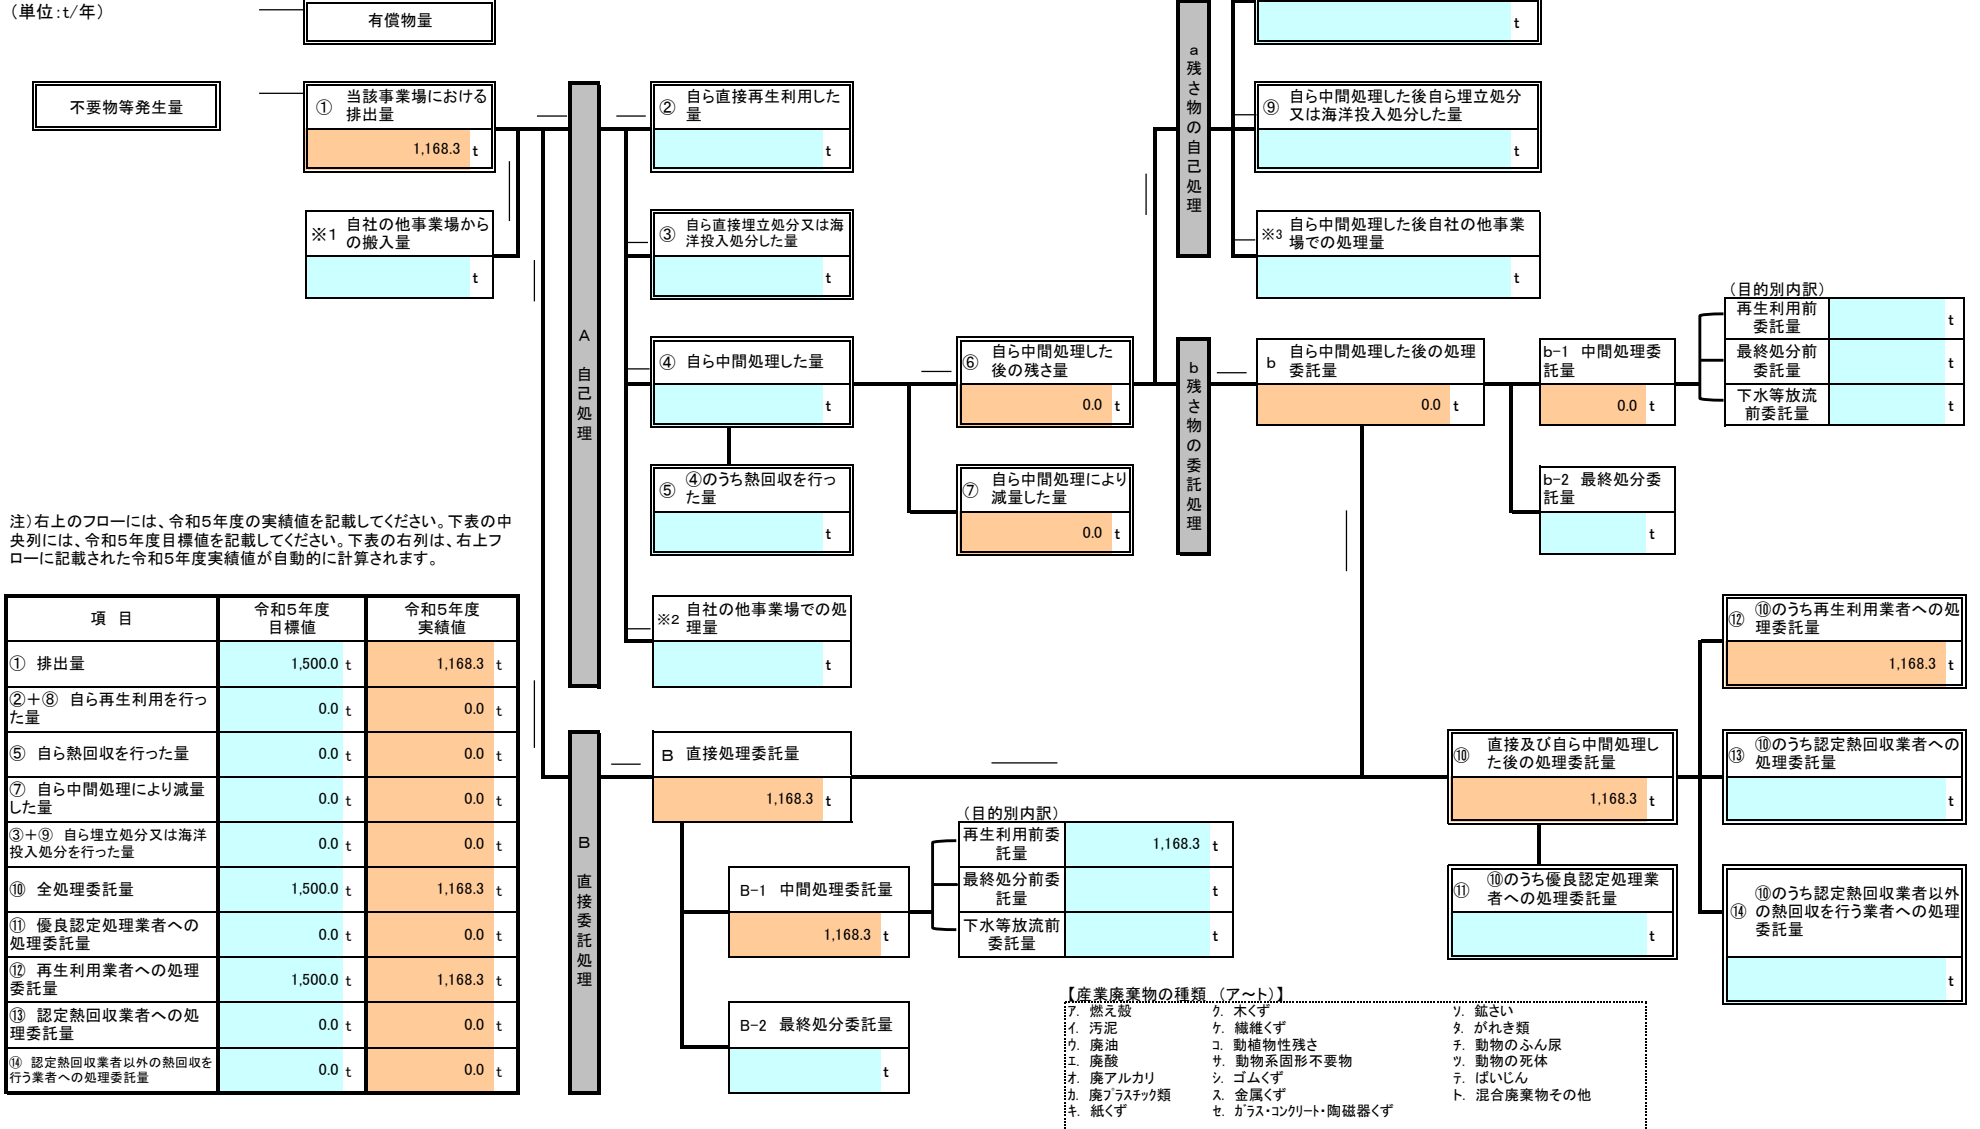 （単位：t/年）
有償物量
t
不要物等発生量
① 当該事業場における
排出量
1,168.3 t
※1 自社の他事業場から
の搬入量
t
A 自己処理
② 自ら直接再生利用した
量
t
③ 自ら直接埋立処分又は海
洋投入処分した量
t
④ 自ら中間処理した量
t
⑤ ④のうち熱回収を行っ
た量
t
※2 自社の他事業場での処
理量
t
⑥ 自ら中間処理した
後の残さ量
0.0 t
⑦ 自ら中間処理により
減量した量
0.0 t
a 残さ物の自己処理
⑨ 自ら中間処理した後自ら埋立処分
又は海洋投入処分した量
t
※3 自ら中間処理した後自社の他事業
場での処理量
t
b 残さ物の委託処理
b 自ら中間処理した後の処理
委託量
0.0 t
b-1 中間処理委
託量
0.0 t
b-2 最終処分委
託量
t
（目的別内訳）
再生利用前
委託量
t
最終処分前
委託量
t
下水等放流
前委託量
t
注）右上のフローには、令和5年度の実績値を記載してください。下表の中
央列には、令和5年度目標値を記載してください。下表の右列は、右上フ
ローに記載された令和5年度実績値が自動的に計算されます。
項 目
令和5年度
目標値
令和5年度
実績値
① 排出量 1,500.0 t 1,168.3 t
②＋⑧ 自ら再生利用を行っ
た量 0.0 t 0.0 t
⑤ 自ら熱回収を行った量 0.0 t 0.0 t
⑦ 自ら中間処理により減量
した量 0.0 t 0.0 t
③＋⑨ 自ら埋立処分又は海洋
投入処分を行った量 0.0 t 0.0 t
⑩ 全処理委託量 1,500.0 t 1,168.3 t
⑪ 優良認定処理業者への
処理委託量 0.0 t 0.0 t
⑫ 再生利用業者への処理
委託量 1,500.0 t 1,168.3 t
⑬ 認定熱回収業者への処
理委託量 0.0 t 0.0 t
⑭ 認定熱回収業者以外の熱回収を
行う業者への処理委託量 0.0 t 0.0 t
B 直接委託処理
B 直接処理委託量
1,168.3 t
B-1 中間処理委託量
1,168.3 t
B-2 最終処分委託量
t
（目的別内訳）
再生利用前委
託量
1,168.3 t
最終処分前委
託量
t
下水等放流前
委託量
t
⑩ 直接及び自ら中間処理し
た後の処理委託量
1,168.3 t
⑪ ⑩のうち優良認定処理業
者への処理委託量
t
⑫ ⑩のうち再生利用業者への処
理委託量
1,168.3 t
⑬ ⑩のうち認定熱回収業者への
処理委託量
t
⑭ ⑩のうち認定熱回収業者以外
の熱回収を行う業者への処理
委託量
t
【産業廃棄物の種類 （ア～ト）】
ア. 燃え殻 ク. 木くず ソ. 鉱さい
イ. 汚泥 ケ. 繊維くず タ. がれき類
ウ. 廃油 コ. 動植物性残さ チ. 動物のふん尿
エ. 廃酸 サ. 動物系固形不要物 ツ. 動物の死体
オ. 廃アルカリ シ. ゴムくず テ. ばいじん
カ. 廃プラスチック類 ス. 金属くず ト. 混合廃棄物その他
キ. 紙くず セ. ガラス・コンクリート・陶磁器くず